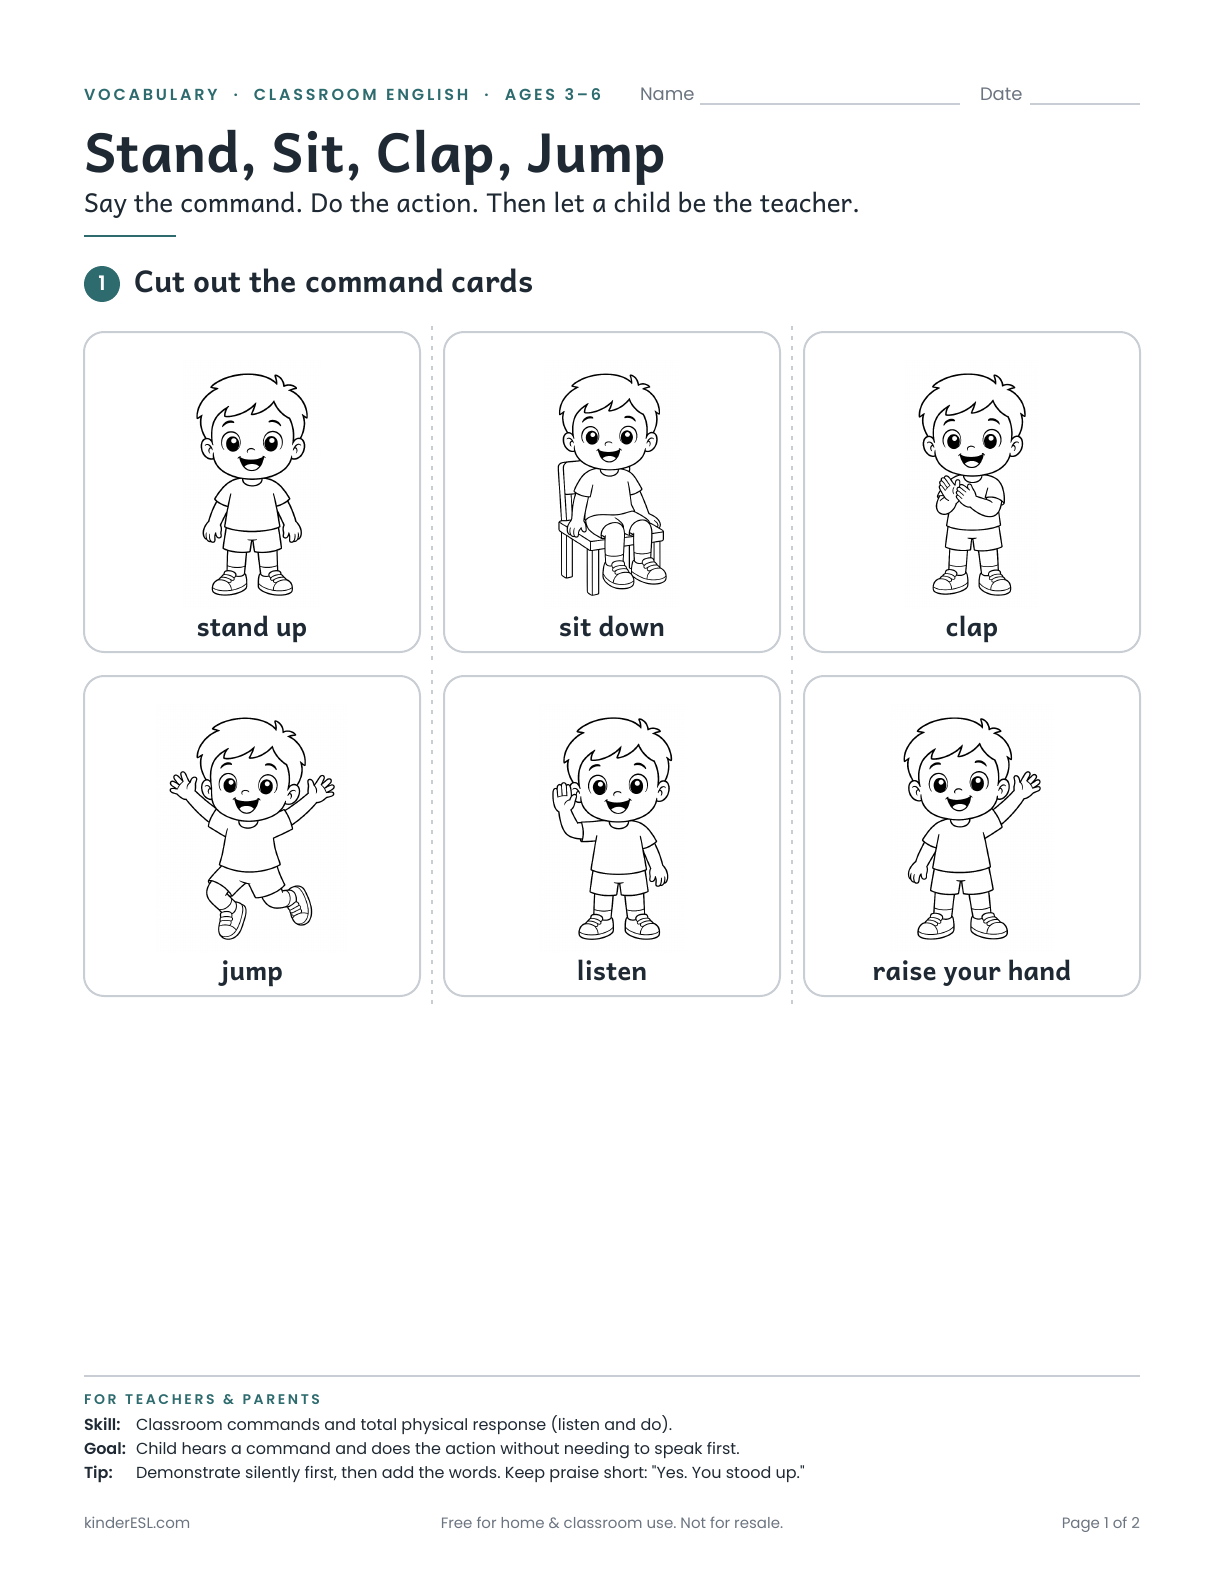 VOCABULARY · CLASSROOM ENGLISH · AGES 3–6 Name Date
Stand, Sit, Clap, Jump
Say the command. Do the action. Then let a child be the teacher.
1 Cut out the command cards
stand up
sit down
clap
jump
listen
raise your hand
FOR TEACHERS & PARENTS
Skill: Classroom commands and total physical response (listen and do).
Goal: Child hears a command and does the action without needing to speak first.
Tip: Demonstrate silently first, then add the words. Keep praise short: "Yes. You stood up."
kinderESL.com Free for home & classroom use. Not for resale. Page 1 of 2